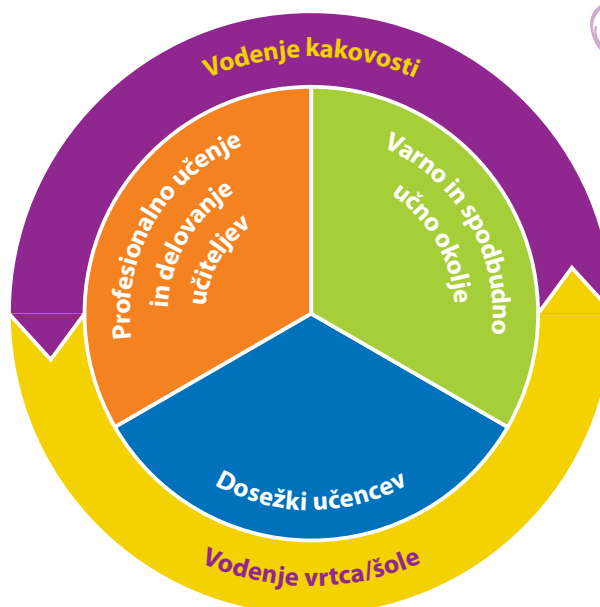 Vodenje kakovosti
Profesionalno učenje
in delovanje
učiteljev
Varno in spodbudno
učno okolje
Dosežki učencev
Vodenje vrtca/šole